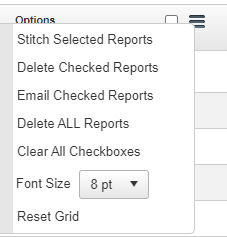 Options
Stitch Selected Reports
Delete Checked Reports
Email Checked Reports
Delete ALL Reports
Clear All Checkboxes
Font Size 8 pt
Reset Grid